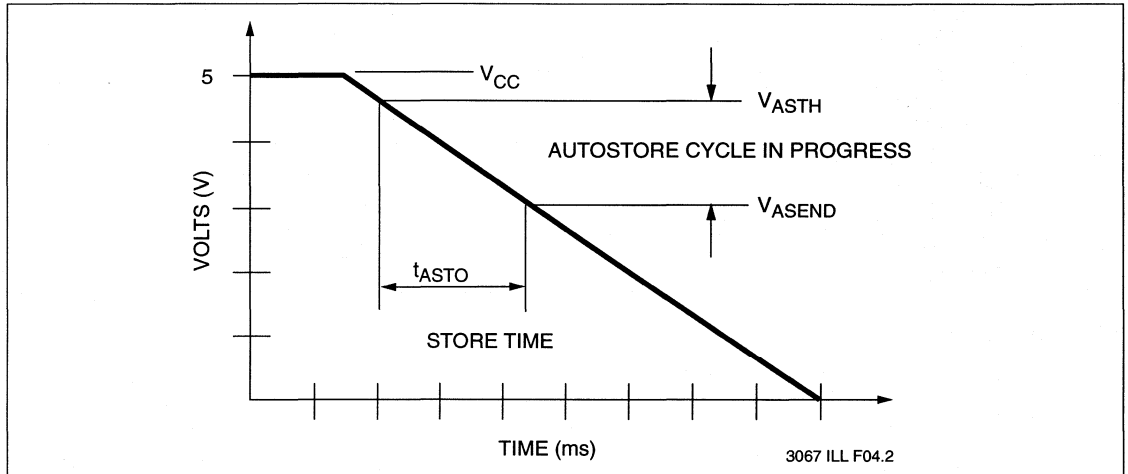 5
V_CC
V_ASTH
AUTOSTORE CYCLE IN PROGRESS
VOLTS (V)
V_ASEND
t_ASTO
STORE TIME
TIME (ms)
3067 ILL F04.2